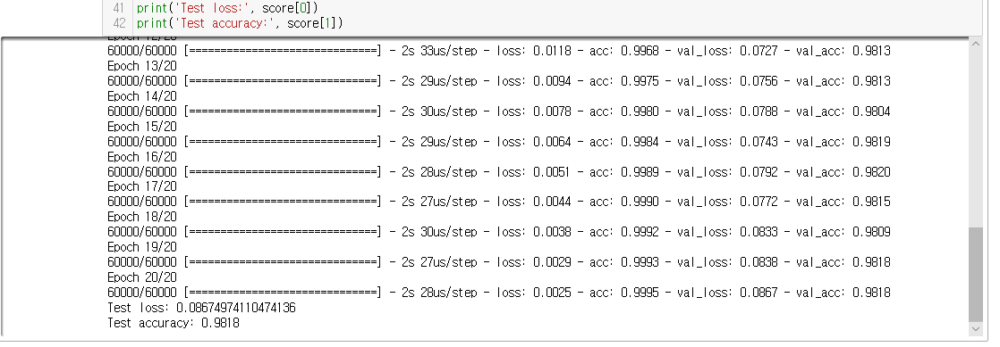 41 print('Test loss:', score[0])
42 print('Test accuracy:', score[1])
Epoch 12/20
60000/60000 [==============================] - 2s 33us/step - loss: 0.0118 - acc: 0.9968 - val_loss: 0.0727 - val_acc: 0.9813
Epoch 13/20
60000/60000 [==============================] - 2s 29us/step - loss: 0.0094 - acc: 0.9975 - val_loss: 0.0756 - val_acc: 0.9813
Epoch 14/20
60000/60000 [==============================] - 2s 30us/step - loss: 0.0078 - acc: 0.9980 - val_loss: 0.0788 - val_acc: 0.9804
Epoch 15/20
60000/60000 [==============================] - 2s 29us/step - loss: 0.0064 - acc: 0.9984 - val_loss: 0.0743 - val_acc: 0.9819
Epoch 16/20
60000/60000 [==============================] - 2s 28us/step - loss: 0.0051 - acc: 0.9989 - val_loss: 0.0792 - val_acc: 0.9820
Epoch 17/20
60000/60000 [==============================] - 2s 27us/step - loss: 0.0044 - acc: 0.9990 - val_loss: 0.0772 - val_acc: 0.9815
Epoch 18/20
60000/60000 [==============================] - 2s 30us/step - loss: 0.0038 - acc: 0.9992 - val_loss: 0.0833 - val_acc: 0.9809
Epoch 19/20
60000/60000 [==============================] - 2s 27us/step - loss: 0.0029 - acc: 0.9993 - val_loss: 0.0838 - val_acc: 0.9818
Epoch 20/20
60000/60000 [==============================] - 2s 28us/step - loss: 0.0025 - acc: 0.9995 - val_loss: 0.0867 - val_acc: 0.9818
Test loss: 0.08674974110474136
Test accuracy: 0.9818